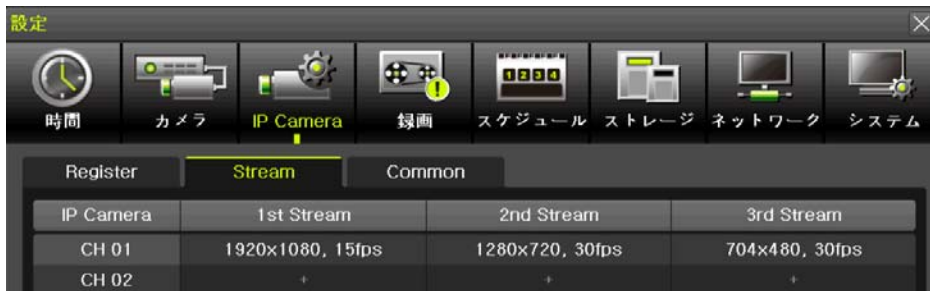 設定
時間 カメラ IP Camera 録画 スケジュール ストレージ ネットワーク システム
Register Stream Common
IP Camera 1st Stream 2nd Stream 3rd Stream
CH 01 1920x1080, 15fps 1280x720, 30fps 704x480, 30fps
CH 02 + + +